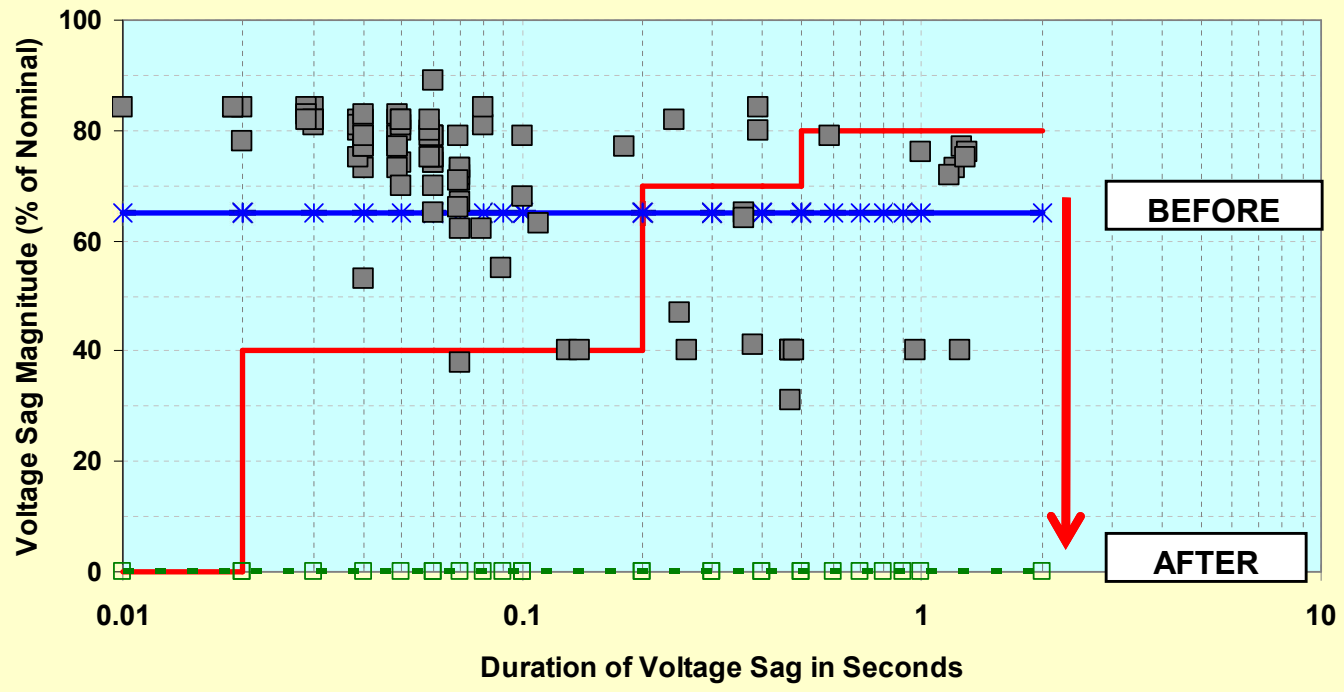 Voltage Sag Magnitude (% of Nominal)
100
80
60
40
20
0
BEFORE
AFTER
0.01
0.1
1
10
Duration of Voltage Sag in Seconds